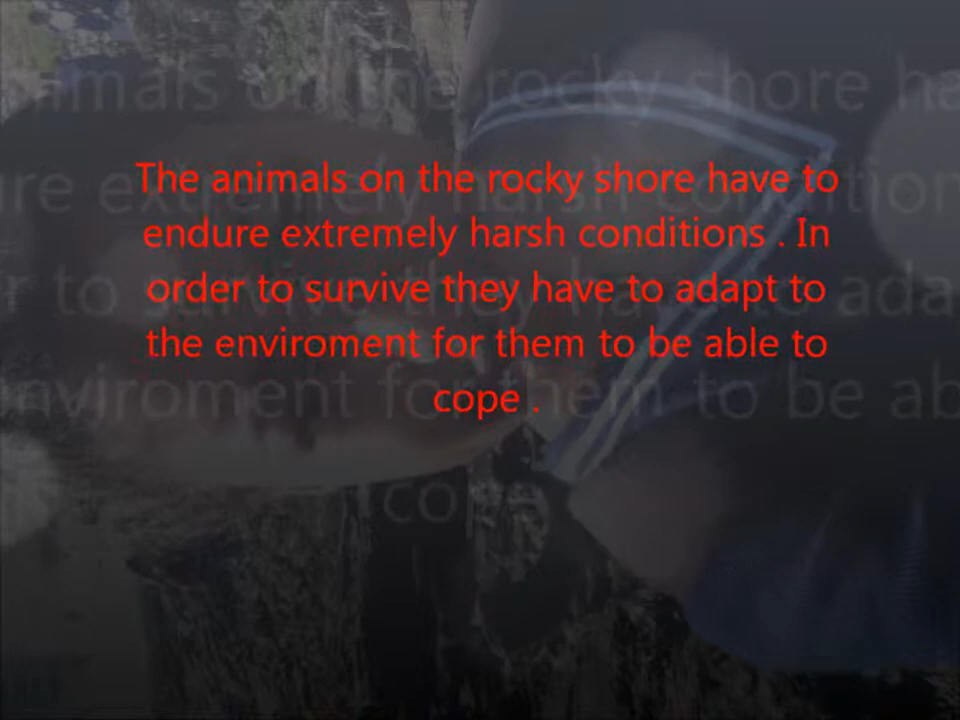 The animals on the rocky shore have to
endure extremely harsh conditions . In
order to survive they have to adapt to
the enviroment for them to be able to
cope .